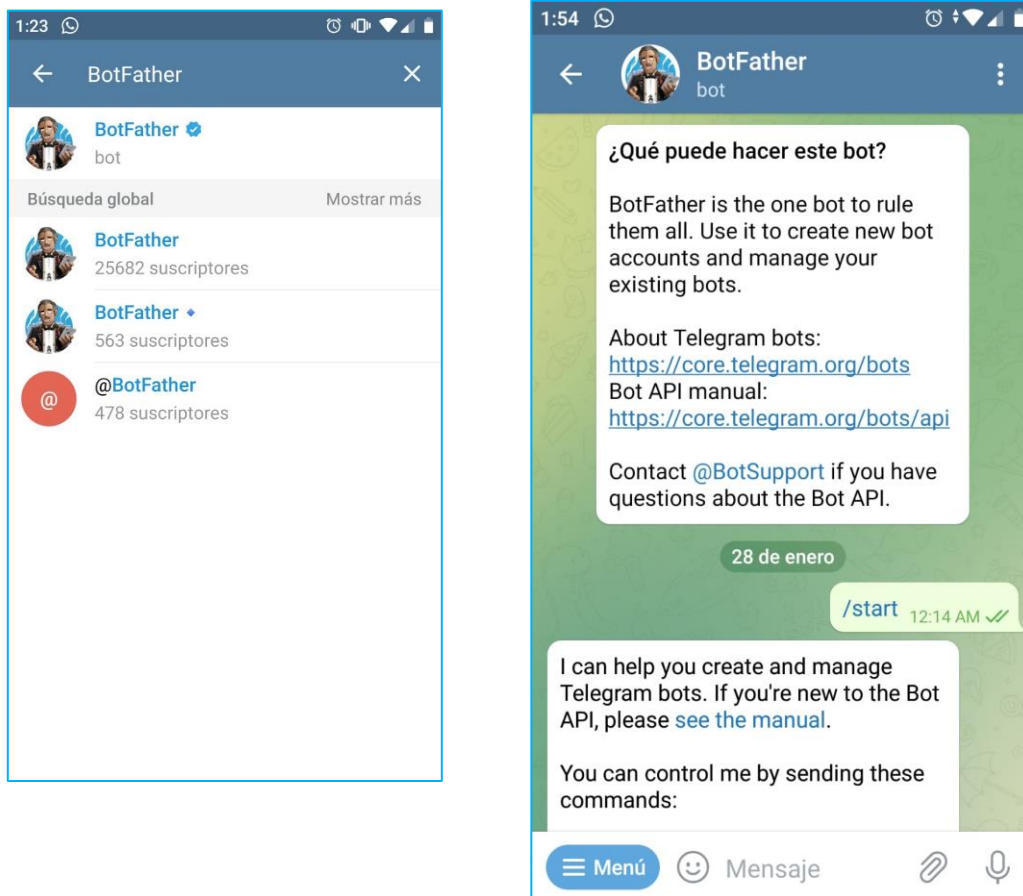 1:23
BotFather
BotFather
bot
Búsqueda global Mostrar más
BotFather
25682 suscriptores
BotFather
563 suscriptores
@
@BotFather
478 suscriptores
1:54
BotFather
bot
¿Qué puede hacer este bot?
BotFather is the one bot to rule
them all. Use it to create new bot
accounts and manage your
existing bots.
About Telegram bots:
https://core.telegram.org/bots
Bot API manual:
https://core.telegram.org/bots/api
Contact @BotSupport if you have
questions about the Bot API.
28 de enero
/start 12:14 AM
I can help you create and manage
Telegram bots. If you're new to the Bot
API, please see the manual.
You can control me by sending these
commands:
Menú Mensaje